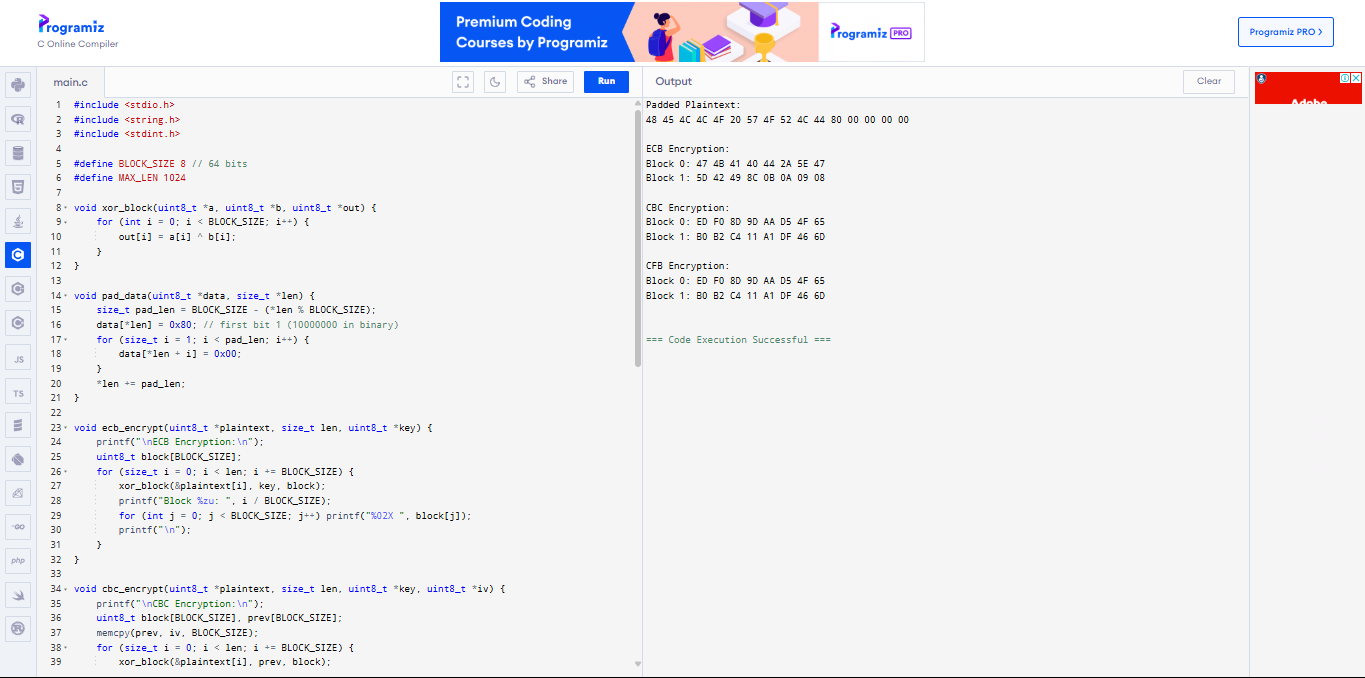 Programiz
C Online Compiler
Premium Coding
Courses by Programiz
Programiz PRO
Programiz PRO >
main.c
Share
Run
Output
Clear
1 #include <stdio.h>
2 #include <string.h>
3 #include <stdint.h>
4
5 #define BLOCK_SIZE 8 // 64 bits
6 #define MAX_LEN 1024
7
8 void xor_block(uint8_t *a, uint8_t *b, uint8_t *out) {
9     for (int i = 0; i < BLOCK_SIZE; i++) {
10         out[i] = a[i] ^ b[i];
11     }
12 }
13
14 void pad_data(uint8_t *data, size_t *len) {
15     size_t pad_len = BLOCK_SIZE - (*len % BLOCK_SIZE);
16     data[*len] = 0x80; // first bit 1 (10000000 in binary)
17     for (size_t i = 1; i < pad_len; i++) {
18         data[*len + i] = 0x00;
19     }
20     *len += pad_len;
21 }
22
23 void ecb_encrypt(uint8_t *plaintext, size_t len, uint8_t *key) {
24     printf("\nECB Encryption:\n");
25     uint8_t block[BLOCK_SIZE];
26     for (size_t i = 0; i < len; i += BLOCK_SIZE) {
27         xor_block(&plaintext[i], key, block);
28         printf("Block %zu: ", i / BLOCK_SIZE);
29         for (int j = 0; j < BLOCK_SIZE; j++) printf("%02X ", block[j]);
30         printf("\n");
31     }
32 }
33
34 void cbc_encrypt(uint8_t *plaintext, size_t len, uint8_t *key, uint8_t *iv) {
35     printf("\nCBC Encryption:\n");
36     uint8_t block[BLOCK_SIZE], prev[BLOCK_SIZE];
37     memcpy(prev, iv, BLOCK_SIZE);
38     for (size_t i = 0; i < len; i += BLOCK_SIZE) {
39         xor_block(&plaintext[i], prev, block);
Padded Plaintext:
48 45 4C 4C 4F 20 57 4F 52 4C 44 80 00 00 00 00
ECB Encryption:
Block 0: 47 4B 41 40 44 2A 5E 47
Block 1: 5D 42 49 8C 0B 0A 09 08
CBC Encryption:
Block 0: ED F0 8D 9D AA D5 4F 65
Block 1: B0 B2 C4 11 A1 DF 46 6D
CFB Encryption:
Block 0: ED F0 8D 9D AA D5 4F 65
Block 1: B0 B2 C4 11 A1 DF 46 6D
=== Code Execution Successful ===
Adobe
JS
TS
GO
php